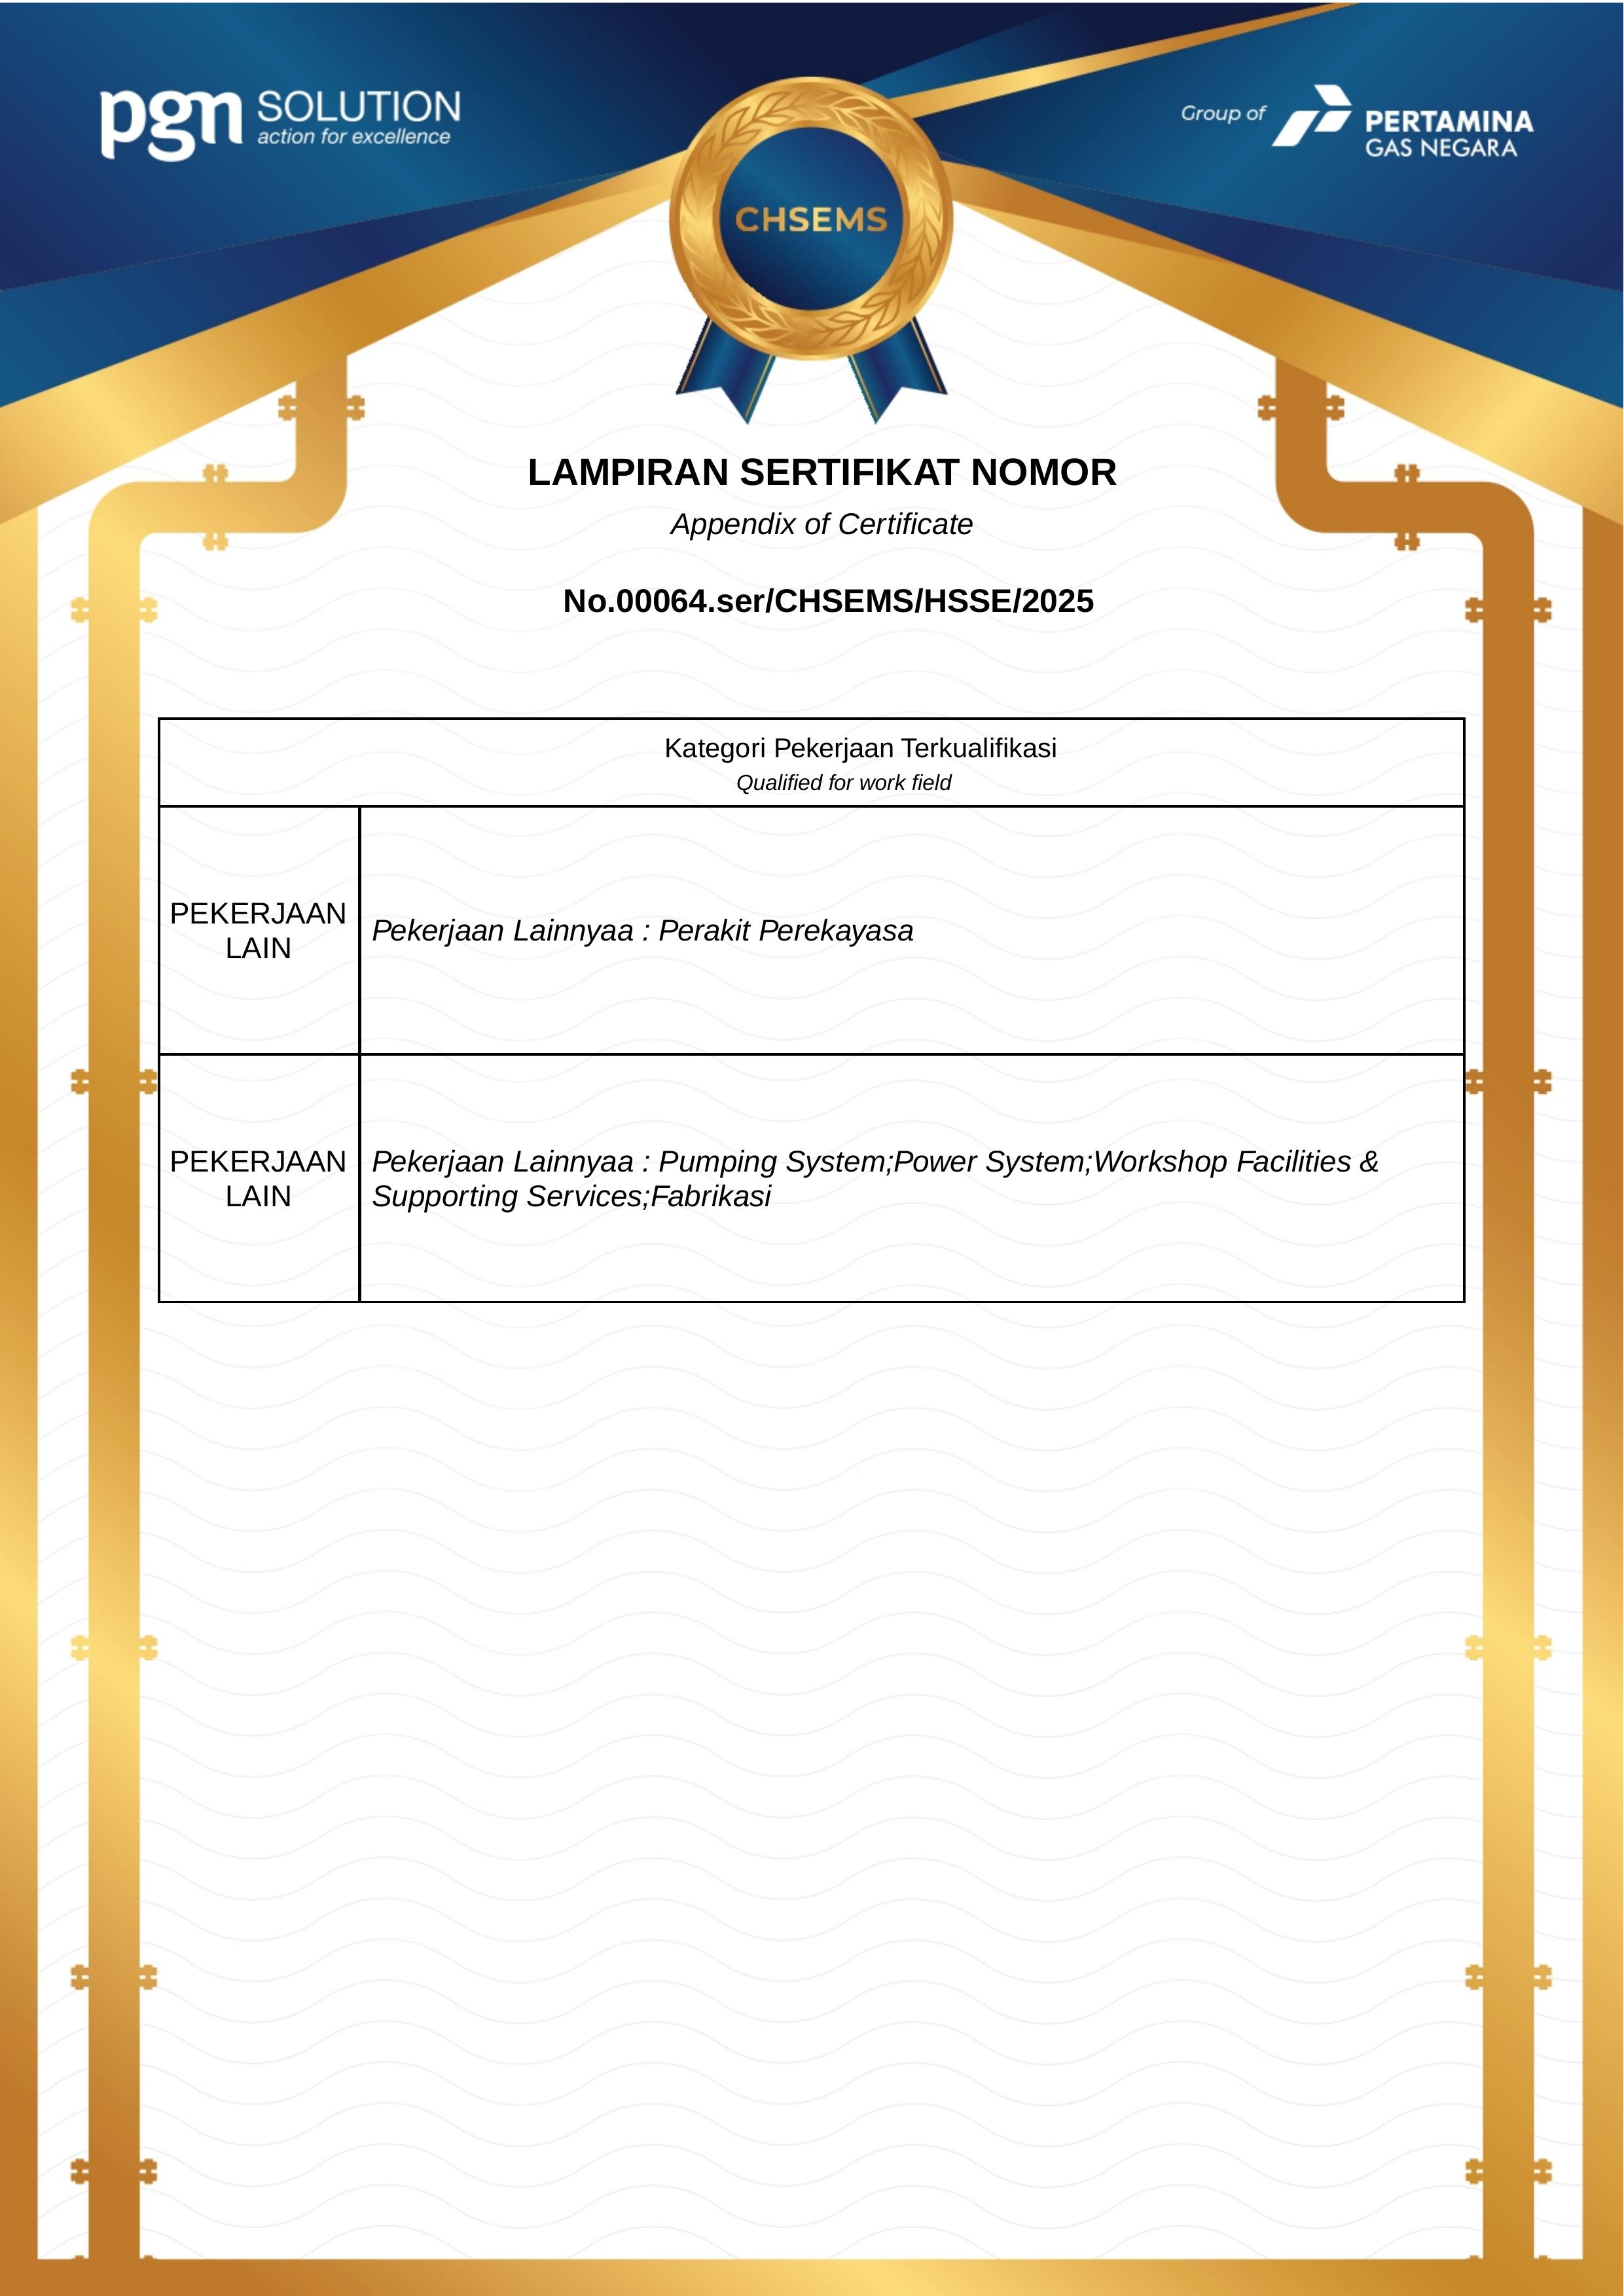 pgn SOLUTION
action for excellence
Group of PERTAMINA
GAS NEGARA
CHSEMS
LAMPIRAN SERTIFIKAT NOMOR
Appendix of Certificate
No.00064.ser/CHSEMS/HSSE/2025
Kategori Pekerjaan Terkualifikasi
Qualified for work field
PEKERJAAN
LAIN
Pekerjaan Lainnyaa : Perakit Perekayasa
PEKERJAAN
LAIN
Pekerjaan Lainnyaa : Pumping System;Power System;Workshop Facilities &
Supporting Services;Fabrikasi